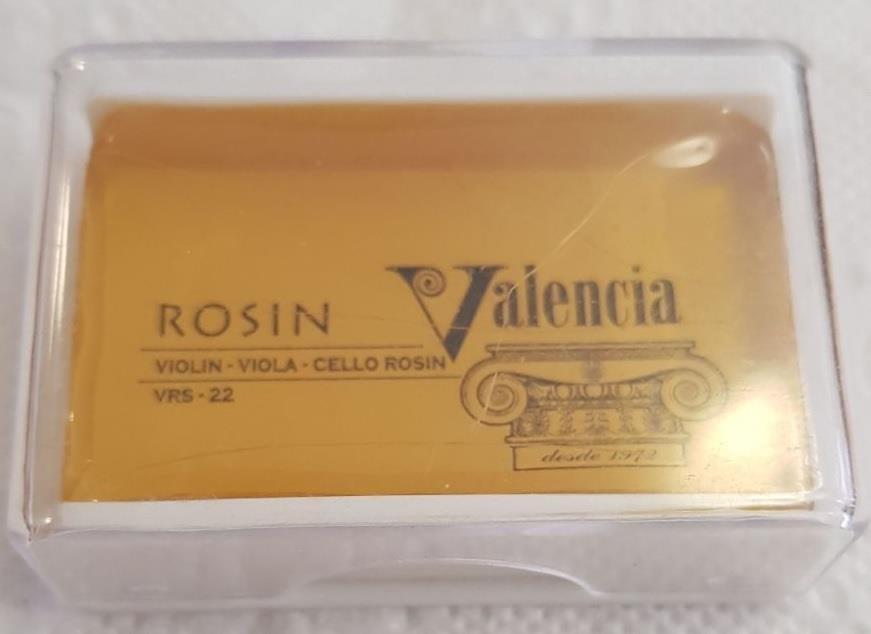 Valencia
ROSIN
VIOLIN - VIOLA - CELLO ROSIN
VRS - 22
desde 1972